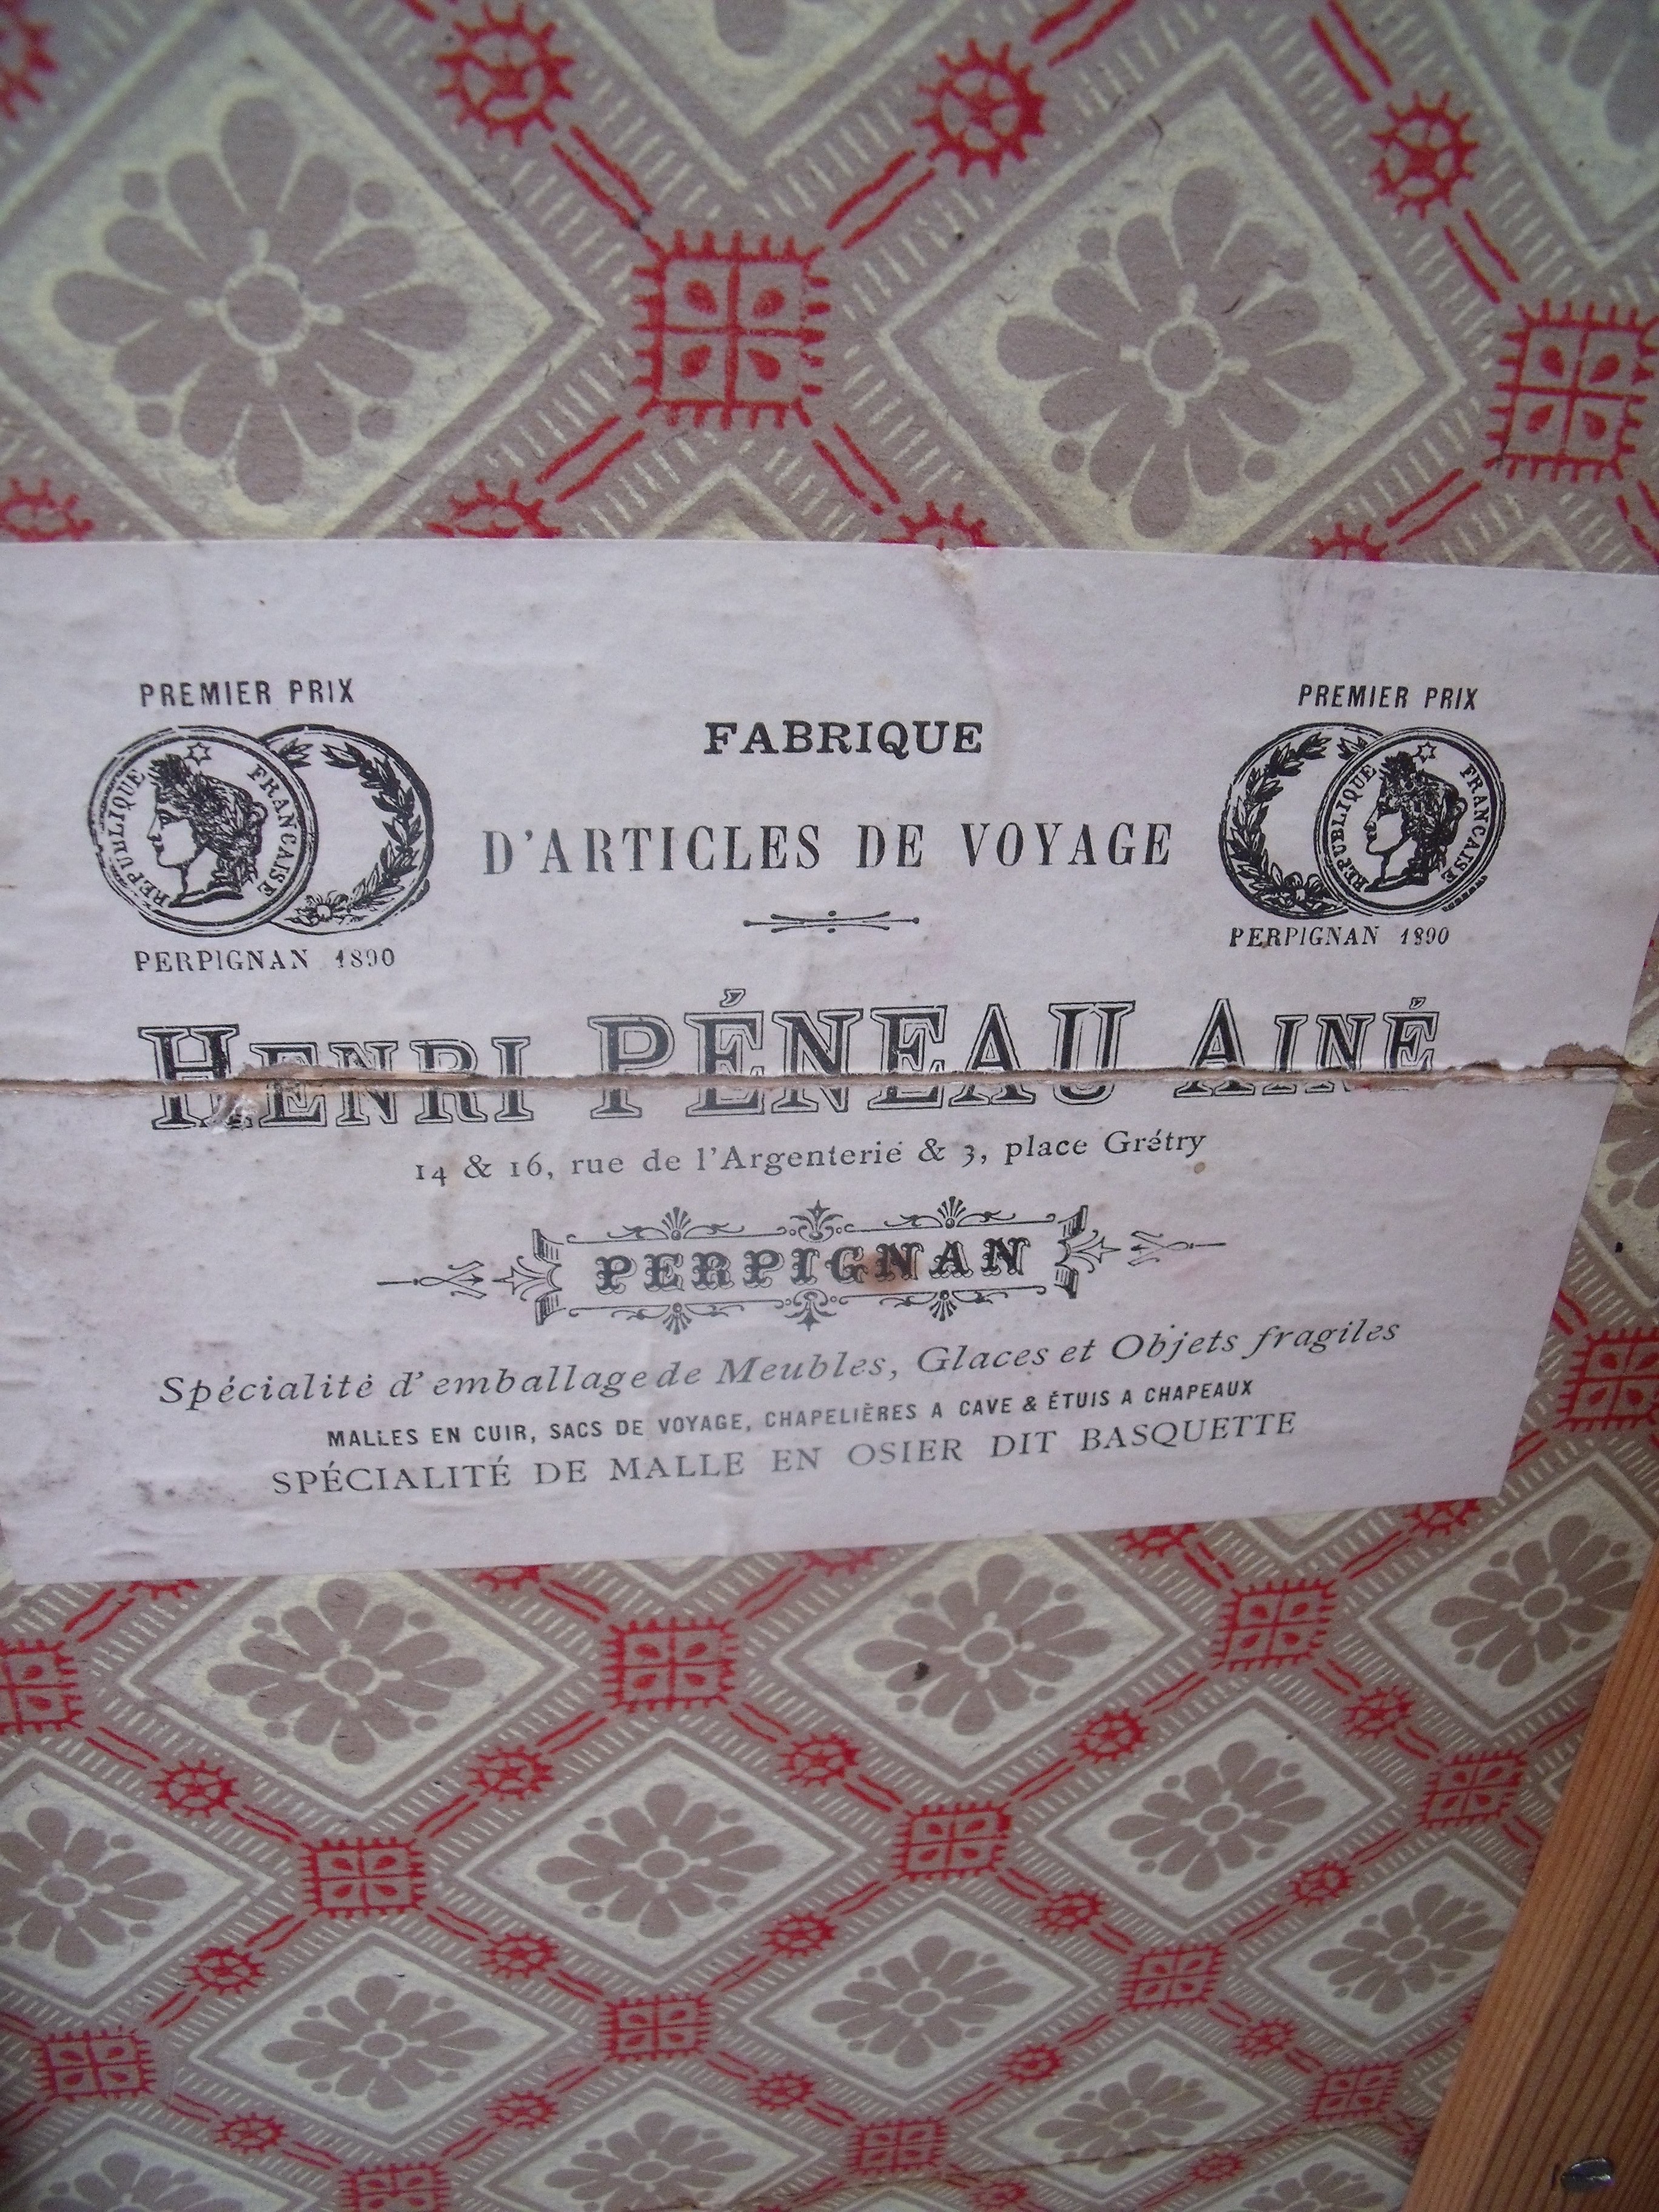 PREMIER PRIX
PREMIER PRIX
FABRIQUE
D'ARTICLES DE VOYAGE
REPUBLIQUE FRANCAISE
REPUBLIQUE FRANCAISE
PERPIGNAN 1890
PERPIGNAN 1890
HENRI PÉNEAU AINÉ
14 & 16, rue de l'Argenterie & 3, place Grétry
PERPIGNAN
Spécialité d'emballage de Meubles, Glaces et Objets fragiles
MALLES EN CUIR, SACS DE VOYAGE, CHAPELIÈRES A CAVE & ÉTUIS A CHAPEAUX
SPÉCIALITÉ DE MALLE EN OSIER DIT BASQUETTE